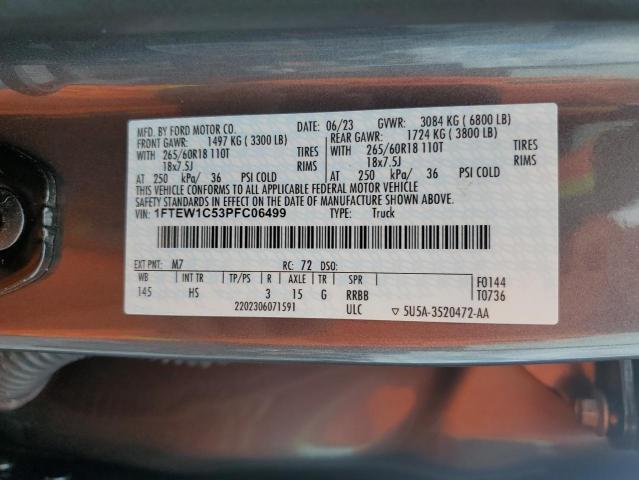 MFD. BY FORD MOTOR CO.
06/23 GVWR: 3084 KG ( 6800 LB)
FRONT GAWR: 1497 KG ( 3300 LB)
REAR GAWR: 1724 KG ( 3800 LB)
WITH 265/60R18 110T TIRES
WITH 265/60R18 110T TIRES
18x7.5J RIMS
18x7.5J RIMS
AT 250 kPa/ 36 PSI COLD
AT 250 kPa/ 36 PSI COLD
THIS VEHICLE CONFORMS TO ALL APPLICABLE FEDERAL MOTOR VEHICLE
SAFETY STANDARDS IN EFFECT ON THE DATE OF MANUFACTURE SHOWN ABOVE.
VIN: 1FTEW1C53PFC06499 TYPE: Truck
EXT PNT: M7 RC: 72 DSO:
WB INT TR TP/PS R AXLE TR SPR
145 HS 3 15 G RRBB
F0144
T0736
2202306071591 ULC ▽ 5U5A-3520472-AA